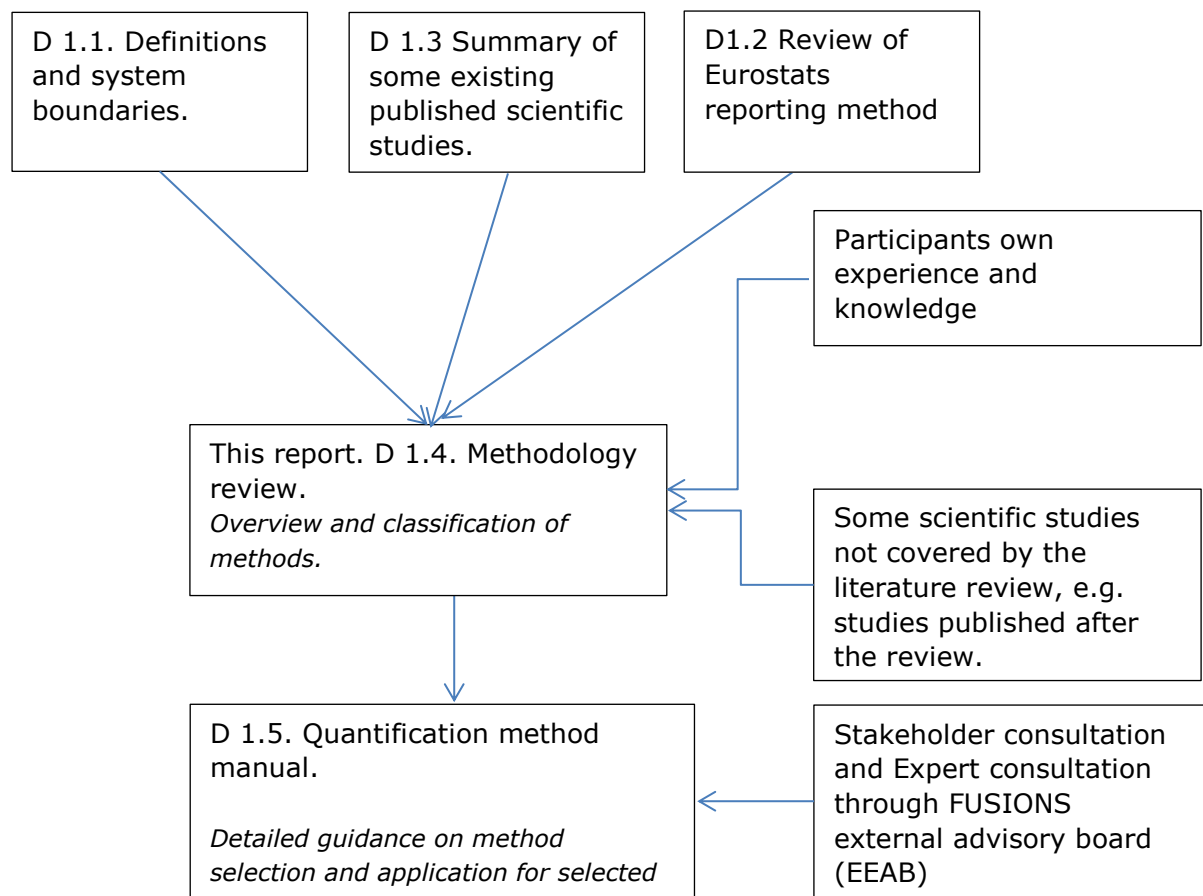 D 1.1. Definitions
and system
boundaries.
D 1.3 Summary of
some existing
published scientific
studies.
D1.2 Review of
Eurostats
reporting method
Participants own
experience and
knowledge
This report. D 1.4. Methodology
review.
Overview and classification of
methods.
Some scientific studies
not covered by the
literature review, e.g.
studies published after
the review.
D 1.5. Quantification method
manual.
Detailed guidance on method
selection and application for selected
Stakeholder consultation
and Expert consultation
through FUSIONS
external advisory board
(EEAB)